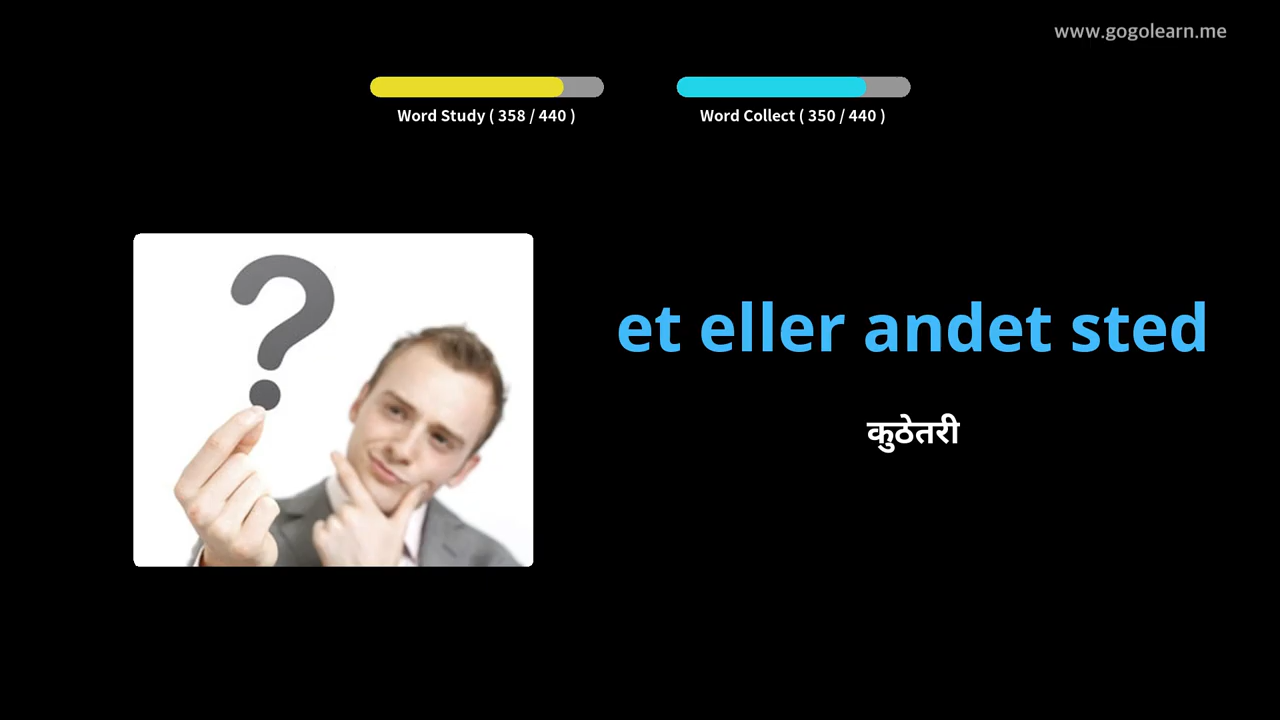 www.gogolearn.me
Word Study ( 358 / 440 )
Word Collect ( 350 / 440 )
et eller andet sted
कुठेतरी